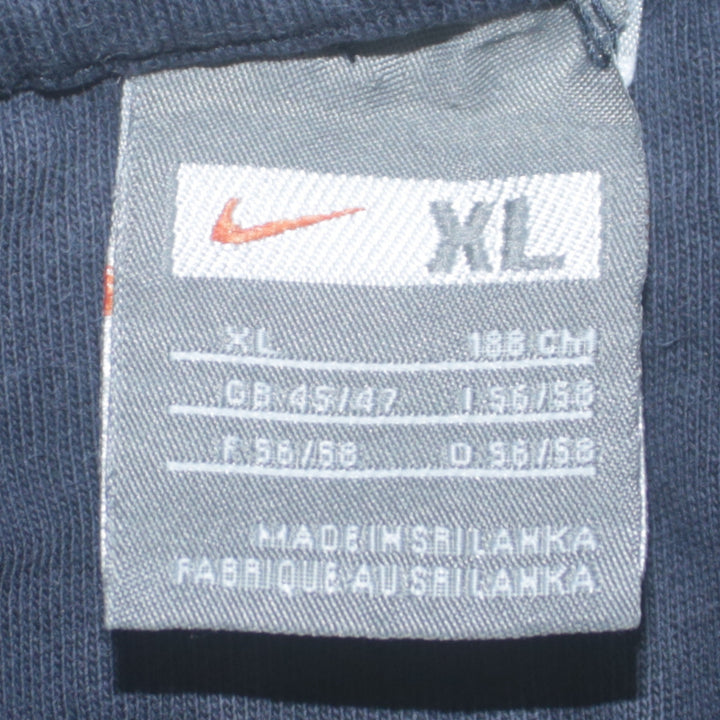 XL
XL 188 CM
GB 45/47 I 56/58
F 56/58 D 56/58
MADE IN SRI LANKA
FABRIQUE AU SRI LANKA